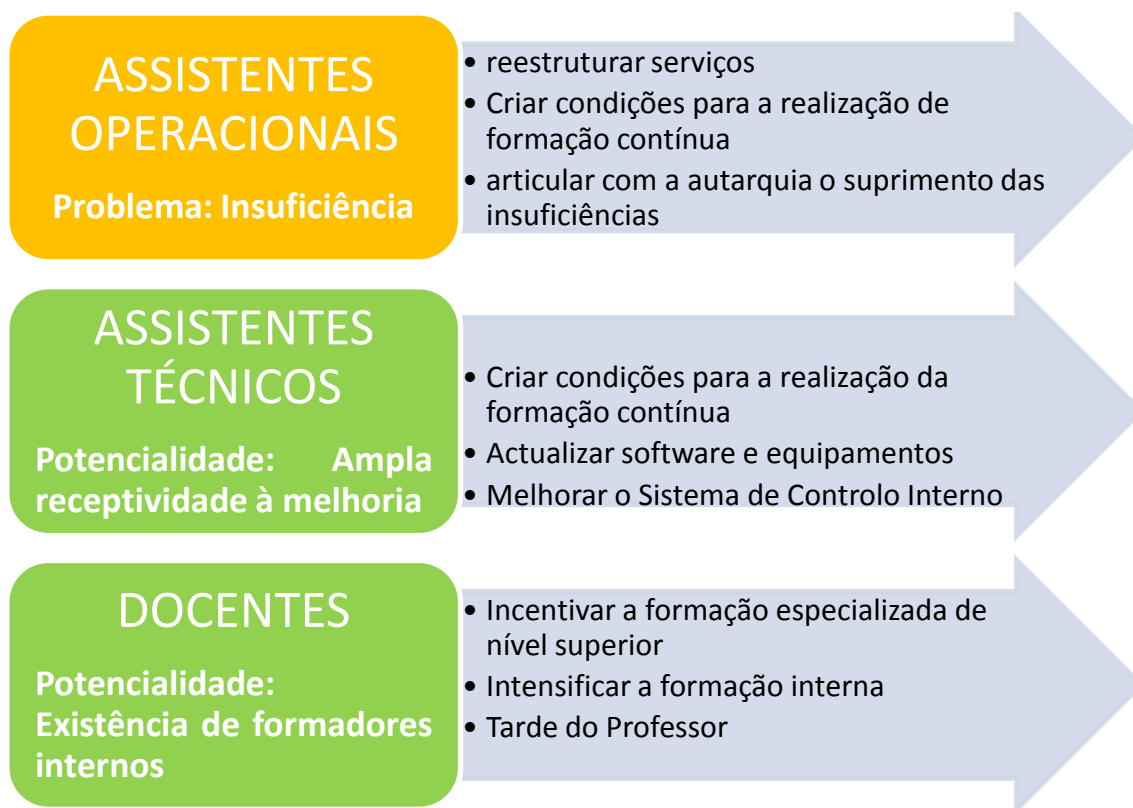 ASSISTENTES
OPERACIONAIS
Problema: Insuficiência
• reestruturar serviços
• Criar condições para a realização de
formação contínua
• articular com a autarquia o suprimento das
insuficiências
ASSISTENTES
TÉCNICOS
Potencialidade: Ampla
receptividade à melhoria
• Criar condições para a realização da
formação contínua
• Actualizar software e equipamentos
• Melhorar o Sistema de Controlo Interno
DOCENTES
Potencialidade:
Existência de formadores
internos
• Incentivar a formação especializada de
nível superior
• Intensificar a formação interna
• Tarde do Professor